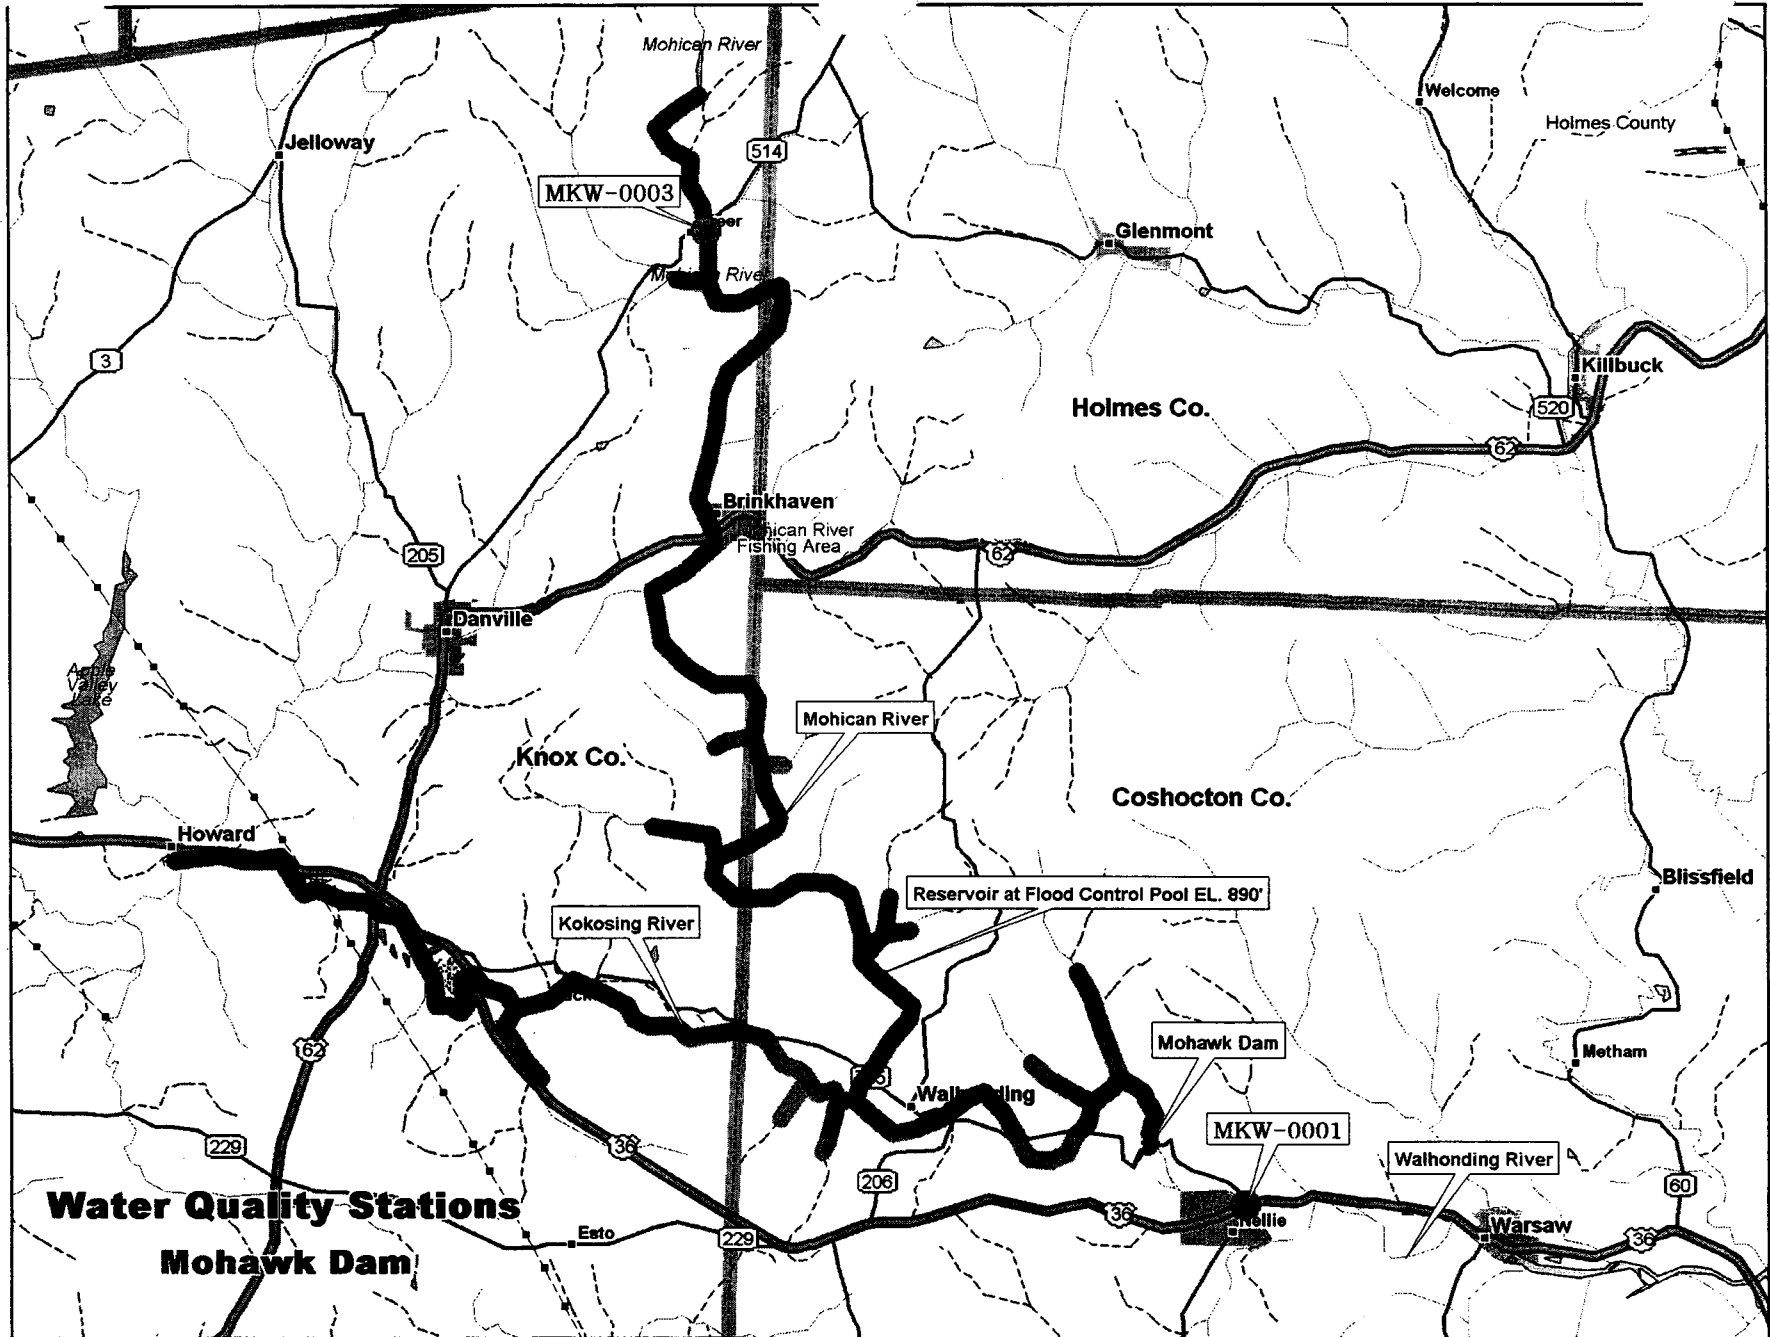 Mohican River
Welcome
Holmes County
Jelloway
514
MKW-0003
Glenmont
3
Killbuck
520
Holmes Co.
62
Brinkhaven
River
Fishing Area
205
62
Danville
Apple
Valley
Lake
Mohican River
Knox Co.
Coshocton Co.
Howard
Blissfield
Reservoir at Flood Control Pool EL. 890'
Kokosing River
Mohawk Dam
62
Metham
MKW-0001
229
36
Walhonding River
206
60
Water Quality Stations
Mohawk Dam
Esto
229
36
Nellie
Warsaw
36